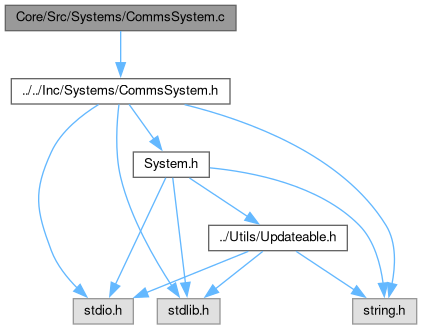 Core/Src/Systems/CommsSystem.c
../../Inc/Systems/CommsSystem.h
System.h
../Utils/Updateable.h
stdio.h
stdlib.h
string.h